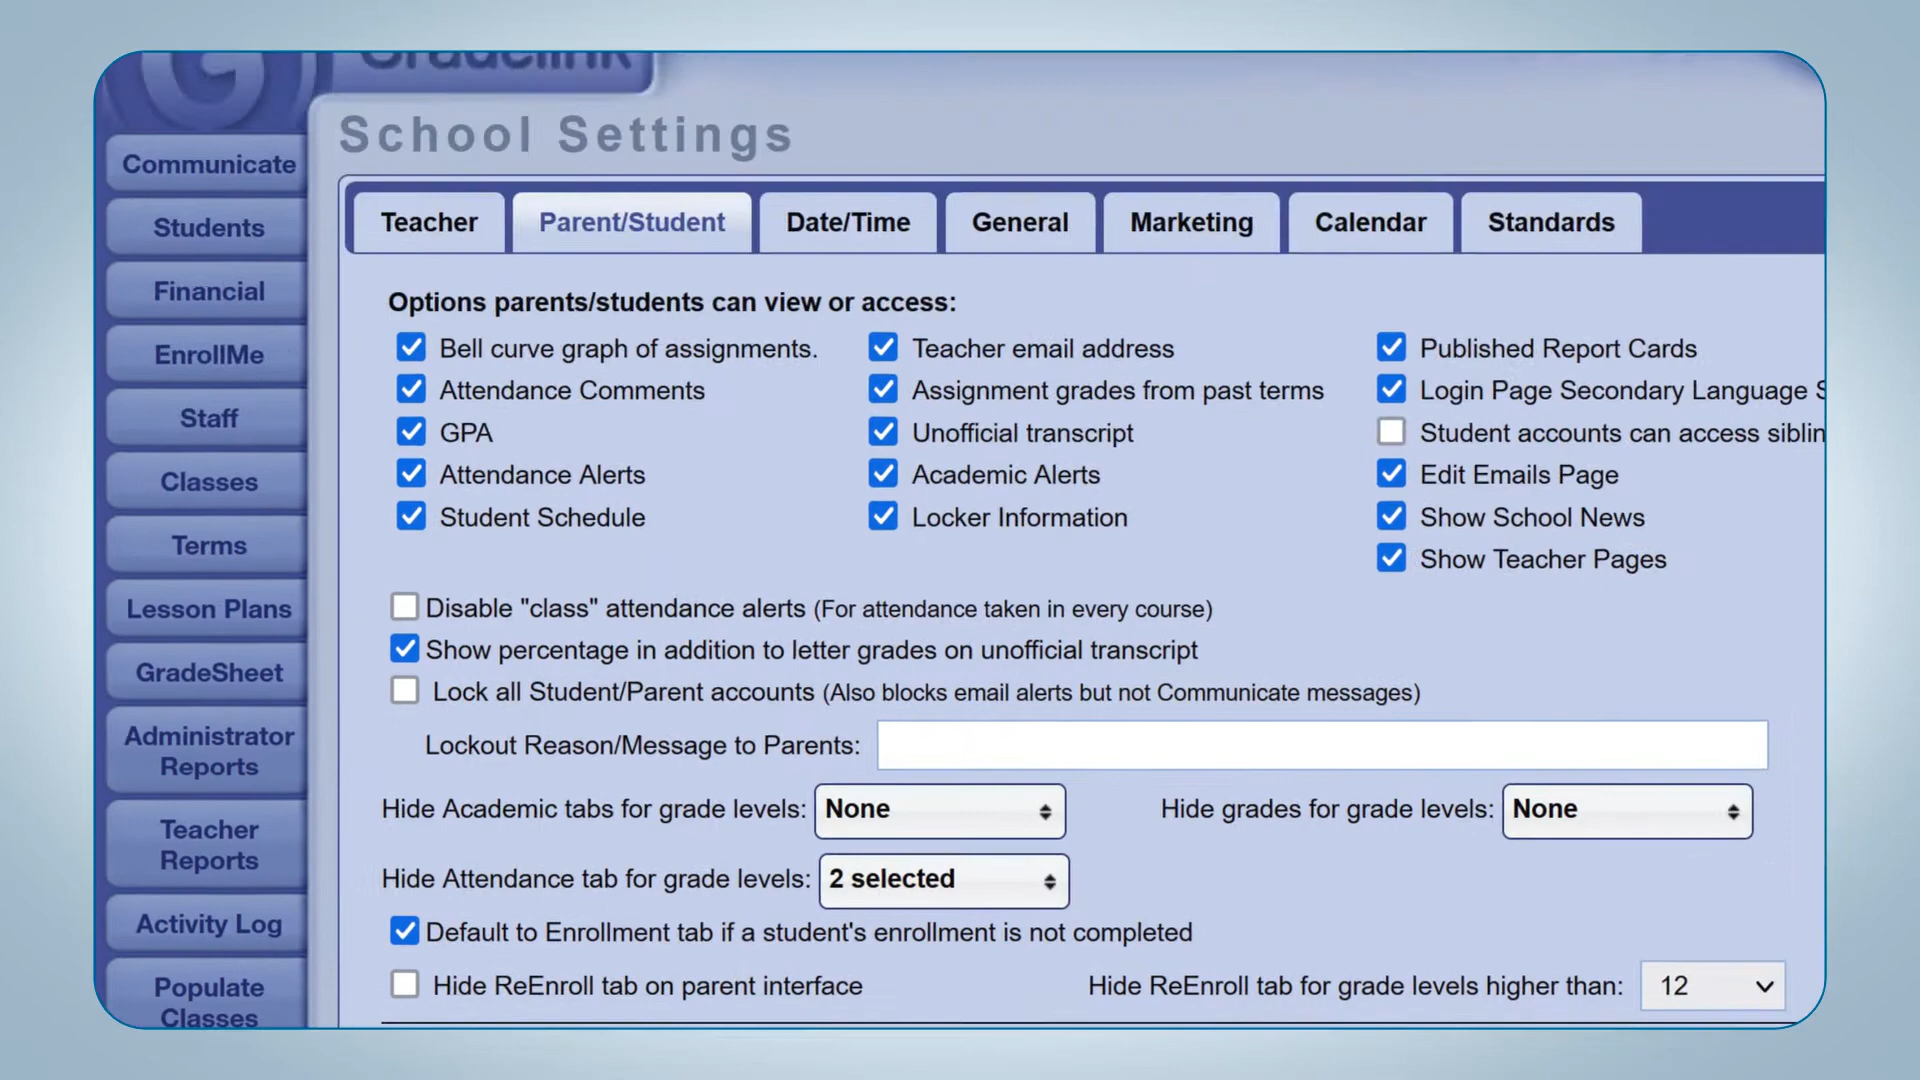 Gradelink
School Settings
Communicate
Students
Financial
EnrollMe
Staff
Classes
Terms
Lesson Plans
GradeSheet
Administrator
Reports
Teacher
Reports
Activity Log
Populate
Classes
Teacher Parent/Student Date/Time General Marketing Calendar Standards
Options parents/students can view or access:
Bell curve graph of assignments. Teacher email address Published Report Cards
Attendance Comments Assignment grades from past terms Login Page Secondary Language S
GPA Unofficial transcript Student accounts can access siblin
Attendance Alerts Academic Alerts Edit Emails Page
Student Schedule Locker Information Show School News
Show Teacher Pages
Disable "class" attendance alerts (For attendance taken in every course)
Show percentage in addition to letter grades on unofficial transcript
Lock all Student/Parent accounts (Also blocks email alerts but not Communicate messages)
Lockout Reason/Message to Parents:
Hide Academic tabs for grade levels: None Hide grades for grade levels: None
Hide Attendance tab for grade levels: 2 selected
Default to Enrollment tab if a student's enrollment is not completed
Hide ReEnroll tab on parent interface Hide ReEnroll tab for grade levels higher than: 12